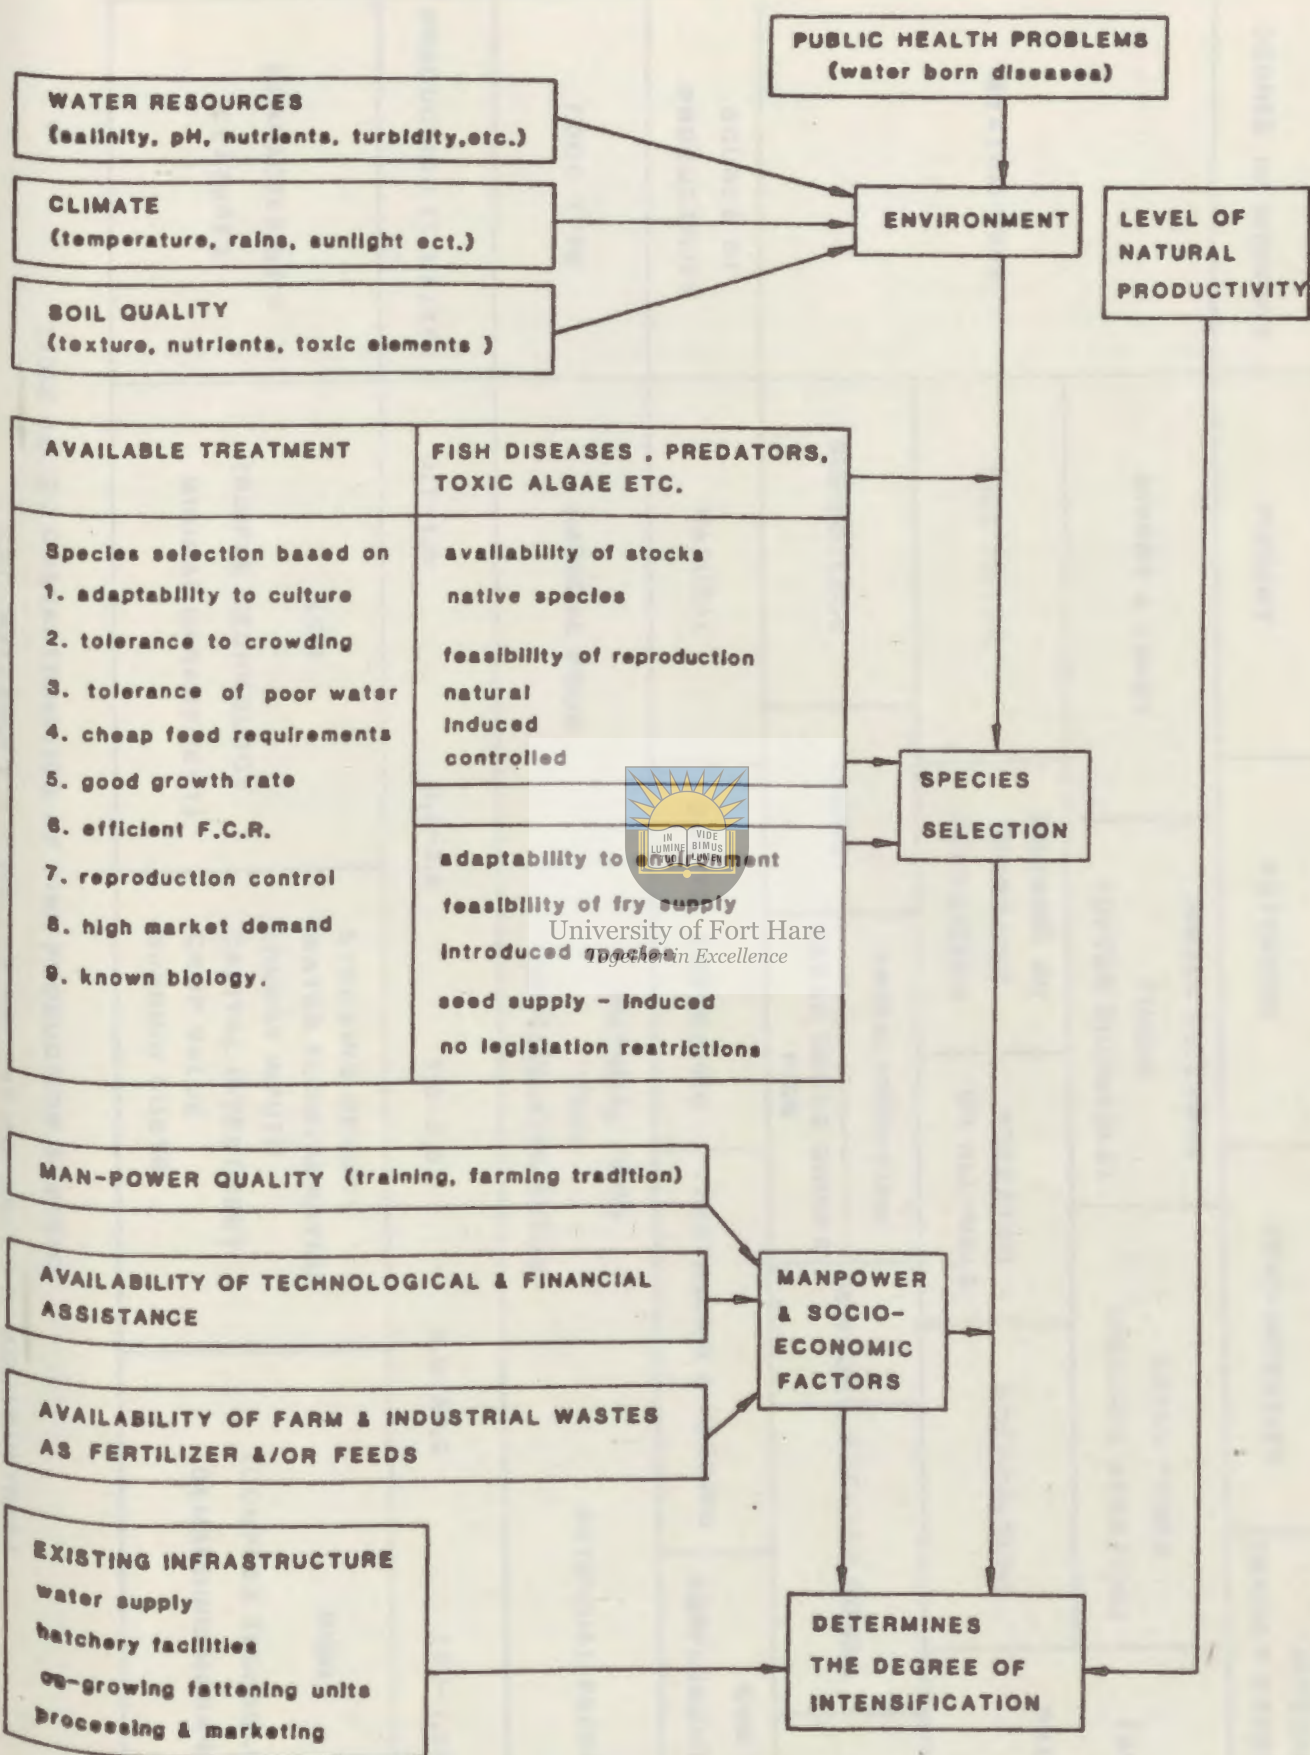 PUBLIC HEALTH PROBLEMS
(water born diseases)
WATER RESOURCES
(salinity, pH, nutrients, turbidity,etc.)
CLIMATE
(temperature, rains, sunlight ect.)
SOIL QUALITY
(texture, nutrients, toxic elements )
ENVIRONMENT
LEVEL OF
NATURAL
PRODUCTIVITY
AVAILABLE TREATMENT
FISH DISEASES , PREDATORS,
TOXIC ALGAE ETC.
Species selection based on
1. adaptability to culture
2. tolerance to crowding
3. tolerance of poor water
4. cheap feed requirements
5. good growth rate
6. efficient F.C.R.
7. reproduction control
8. high market demand
9. known biology.
availability of stocks
native species
feasibility of reproduction
natural
induced
controlled
adaptability to environment
feasibility of fry supply
introduced species
seed supply - induced
no legislation restrictions
IN LUMINE TUO
VIDE BIMUS LUMEN
University of Fort Hare
Together in Excellence
SPECIES
SELECTION
MAN-POWER QUALITY (training, farming tradition)
AVAILABILITY OF TECHNOLOGICAL & FINANCIAL
ASSISTANCE
AVAILABILITY OF FARM & INDUSTRIAL WASTES
AS FERTILIZER &/OR FEEDS
MANPOWER
& SOCIO-
ECONOMIC
FACTORS
EXISTING INFRASTRUCTURE
water supply
hatchery facilities
on-growing fattening units
processing & marketing
DETERMINES
THE DEGREE OF
INTENSIFICATION